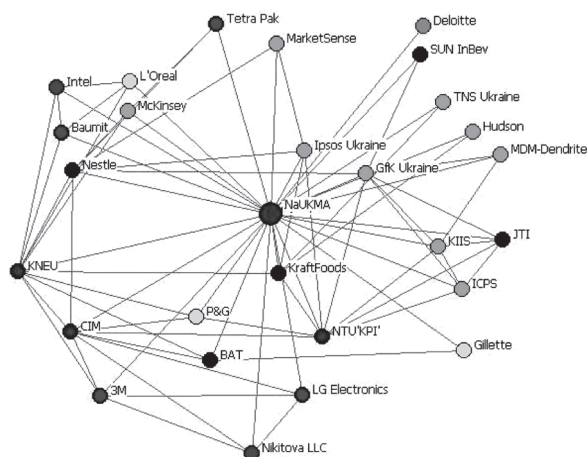 Tetra Pak
Deloitte
MarketSense
SUN InBev
Intel
L'Oreal
McKinsey
TNS Ukraine
Baumit
Hudson
Ipsos Ukraine
MDM-Dendrite
Nestle
GfK Ukraine
NaUKMA
JTI
KIIS
KNEU
KraftFoods
ICPS
P&G
CIM
NTU'KPI'
BAT
Gillette
3M
LG Electronics
Nikitova LLC